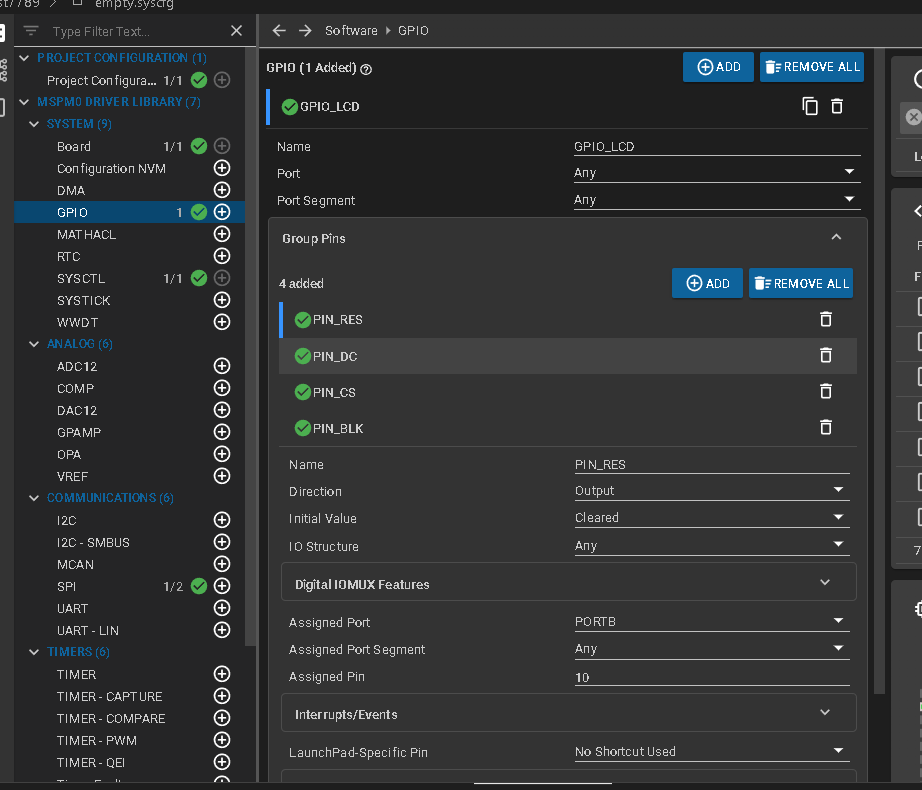 empty.syscfg
Type Filter Text...
PROJECT CONFIGURATION (1)
Project Configura... 1/1
MSPM0 DRIVER LIBRARY (7)
SYSTEM (9)
Board 1/1
Configuration NVM
DMA
GPIO 1
MATHACL
RTC
SYSCTL 1/1
SYSTICK
WWDT
ANALOG (6)
ADC12
COMP
DAC12
GPAMP
OPA
VREF
COMMUNICATIONS (6)
I2C
I2C - SMBUS
MCAN
SPI 1/2
UART
UART - LIN
TIMERS (6)
TIMER
TIMER - CAPTURE
TIMER - COMPARE
TIMER - PWM
TIMER - QEI
Software GPIO
GPIO (1 Added) ADD REMOVE ALL
GPIO_LCD
Name GPIO_LCD
Port Any
Port Segment Any
Group Pins
4 added ADD REMOVE ALL
PIN_RES
PIN_DC
PIN_CS
PIN_BLK
Name PIN_RES
Direction Output
Initial Value Cleared
IO Structure Any
Digital IOMUX Features
Assigned Port PORTB
Assigned Port Segment Any
Assigned Pin 10
Interrupts/Events
LaunchPad-Specific Pin No Shortcut Used